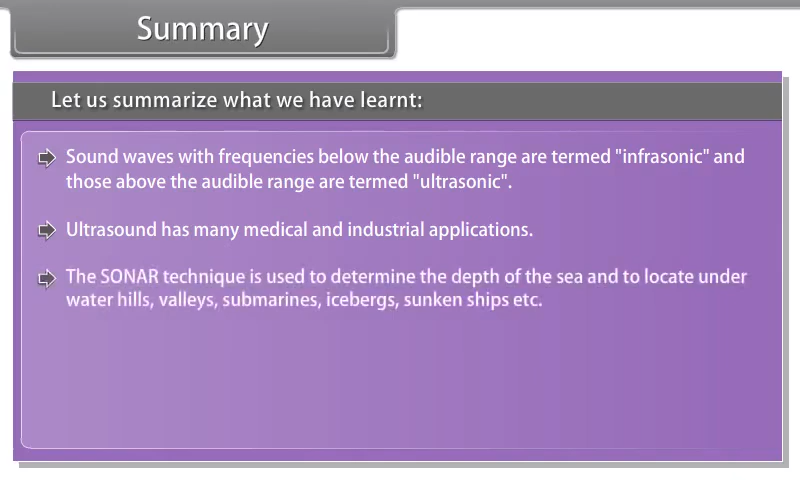 Summary
Let us summarize what we have learnt:
Sound waves with frequencies below the audible range are termed "infrasonic" and
those above the audible range are termed "ultrasonic".
Ultrasound has many medical and industrial applications.
The SONAR technique is used to determine the depth of the sea and to locate under
water hills, valleys, submarines, icebergs, sunken ships etc.